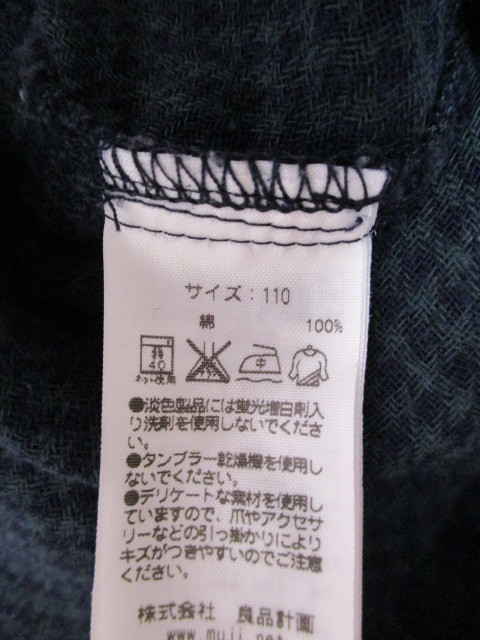 サイズ：110
綿 100%
弱
40
ネット使用
中
●淡色製品には蛍光増白剤入
り洗剤を使用しないでくださ
い。
●タンブラー乾燥機を使用し
ないでください。
●デリケートな素材を使用し
ていますので、爪やアクセサ
リーなどの引っ掛かりにより
キズがつきやすいのでご注意
ください。
株式会社 良品計画
www.muji.net